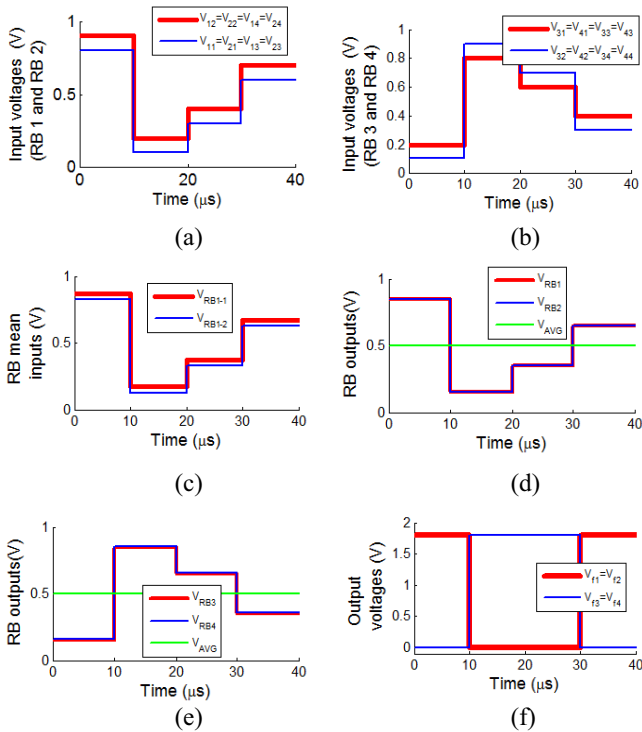 Input voltages (V)
(RB 1 and RB 2)
1
0.5
0
V12=V22=V14=V24
V11=V21=V13=V23
0 10 20 30 40
Time (μs)
(a)
Input voltages (V)
(RB 3 and RB 4)
1
0.8
0.6
0.4
0.2
0
V31=V41=V33=V43
V32=V42=V34=V44
0 10 20 30 40
Time (μs)
(b)
RB mean
inputs (V)
1
0.5
0
VRB1-1
VRB1-2
0 10 20 30 40
Time (μs)
(c)
RB outputs(V)
1
0.5
0
VRB1
VRB2
VAVG
0 10 20 30 40
Time (μs)
(d)
RB outputs(V)
1
0.5
0
VRB3
VRB4
VAVG
0 10 20 30 40
Time (μs)
(e)
Output
voltages (V)
2
1.5
1
0.5
0
Vf1=Vf2
Vf3=Vf4
0 10 20 30 40
Time (μs)
(f)